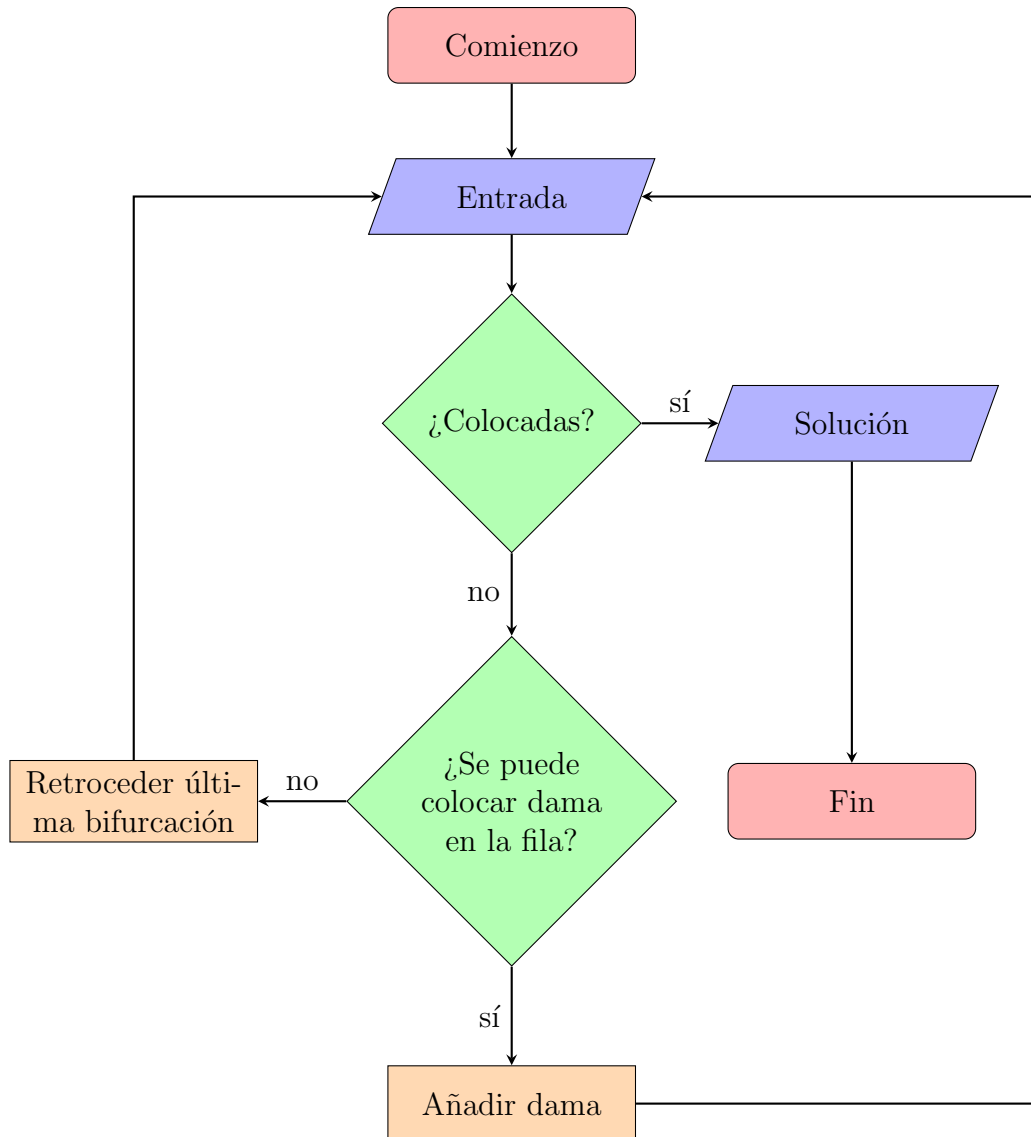 Comienzo
Entrada
¿Colocadas?
sí
Solución
no
¿Se puede
colocar dama
en la fila?
no
Retroceder últi-
ma bifurcación
Fin
sí
Añadir dama